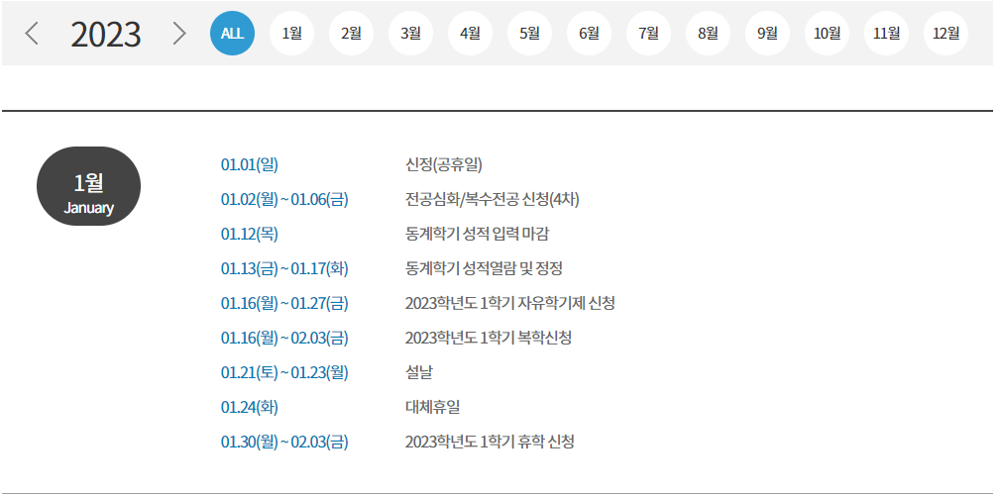 2023 ALL 1월 2월 3월 4월 5월 6월 7월 8월 9월 10월 11월 12월
1월
January
01.01(일) 신정(공휴일)
01.02(월) ~ 01.06(금) 전공심화/복수전공 신청(4차)
01.12(목) 동계학기 성적 입력 마감
01.13(금) ~ 01.17(화) 동계학기 성적열람 및 정정
01.16(월) ~ 01.27(금) 2023학년도 1학기 자유학기제 신청
01.16(월) ~ 02.03(금) 2023학년도 1학기 복학신청
01.21(토) ~ 01.23(월) 설날
01.24(화) 대체휴일
01.30(월) ~ 02.03(금) 2023학년도 1학기 휴학 신청